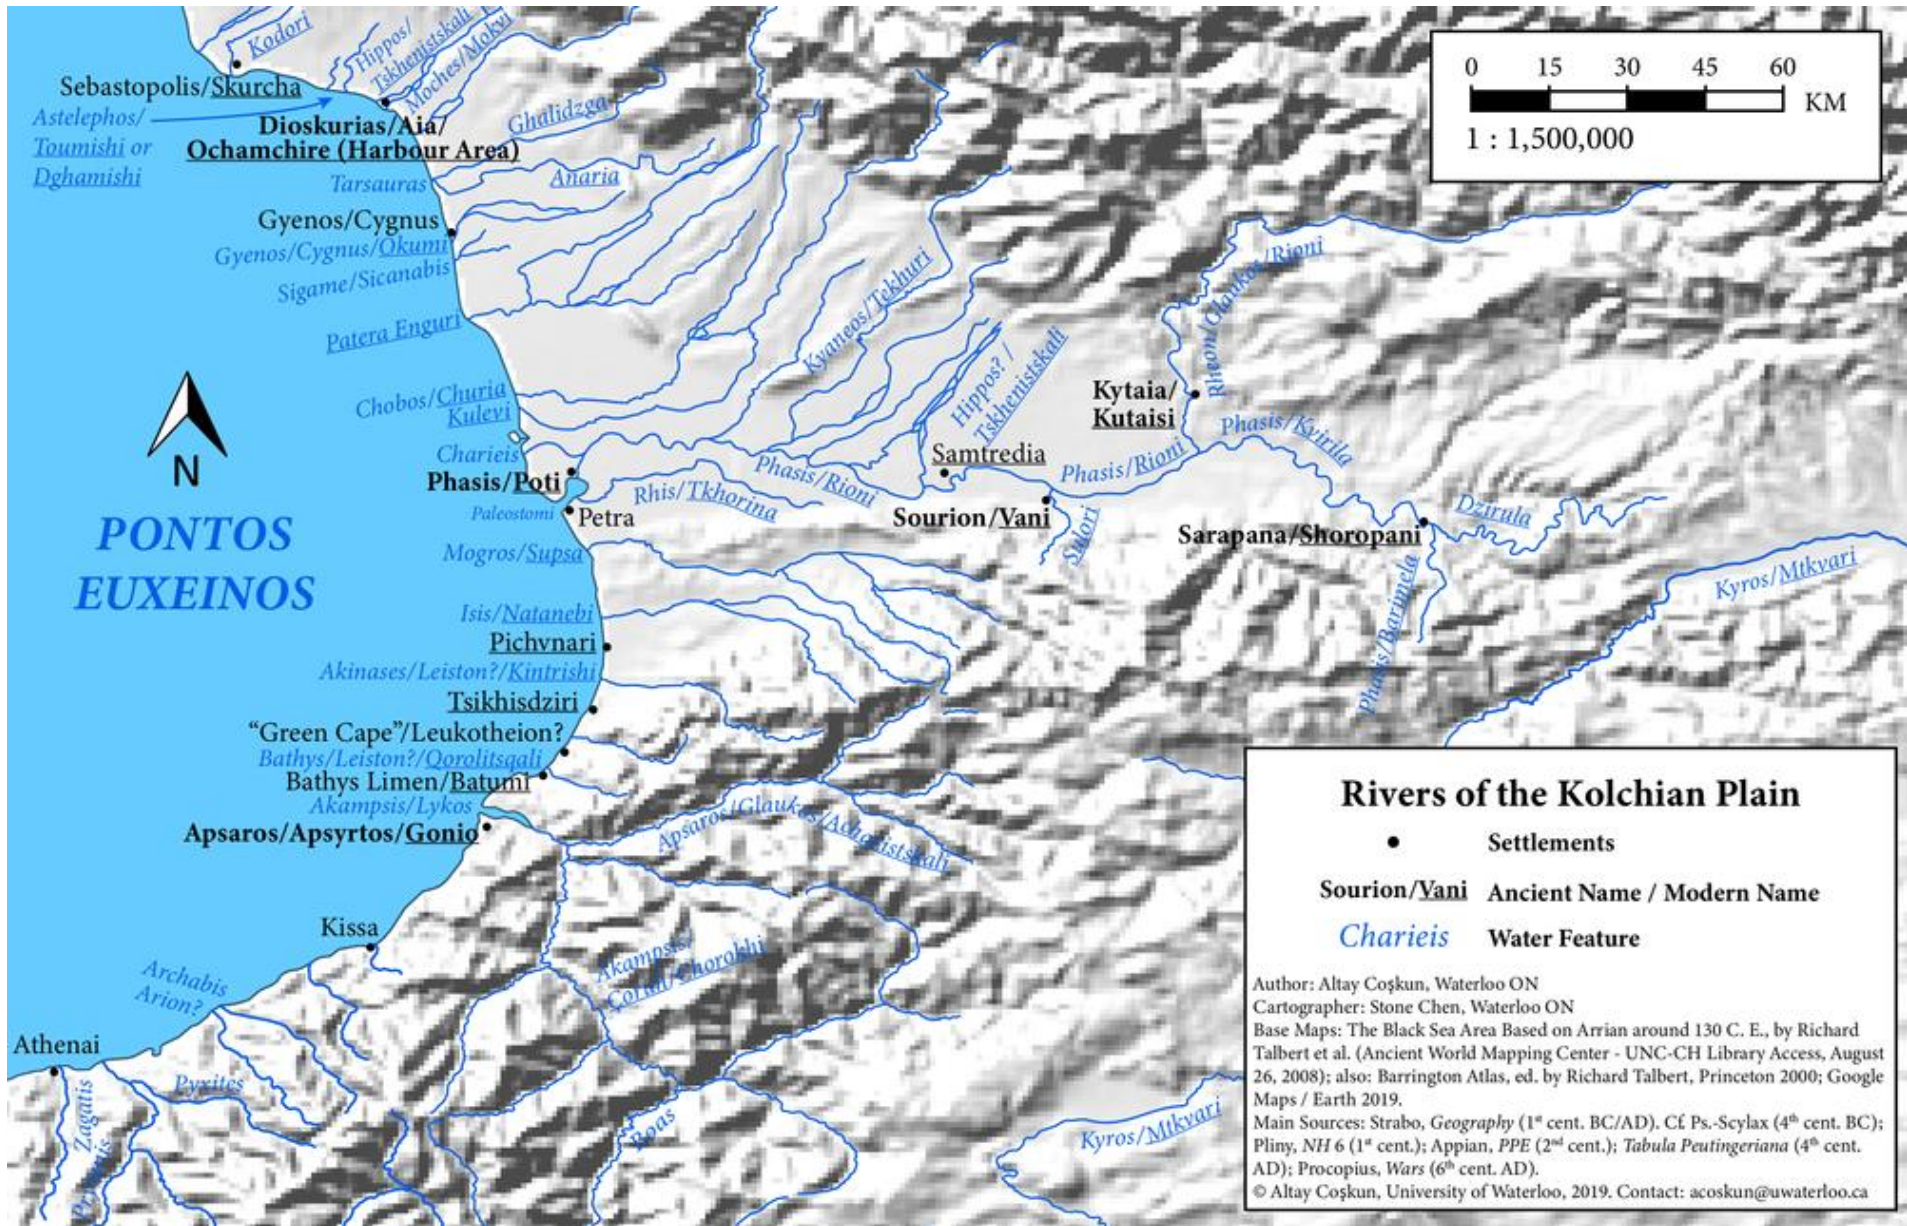 Kodori
Hippos/
Tskhenistskali
Moches/Mokvi
Sebastopolis/Skurcha
Astelephos/
Toumishi or
Dghamishi
Dioskurias/Aia/
Ochamchire (Harbour Area)
Ghalidzga
Tarsauras
Anaria
Gyenos/Cygnus
Gyenos/Cygnus/Okumi
Sigame/Sicanabis
Patera Enguri
Chobos/Churia
Kulevi
Charieis
Phasis/Poti
Paleostomi
Petra
Rhis/Tkhorina
Phasis/Rioni
Kyaneos/Tekhuri
Hippos? /
Tskhenistskali
Samtredia
Sourion/Vani
Sulori
Phasis/Rioni
Kytaia/
Kutaisi
Rheon/Glaukos/Rioni
Phasis/Kvirila
Sarapana/Shoropani
Dzirula
Phasis/Barimela
Kyros/Mtkvari
PONTOS
EUXEINOS
N
Mogros/Supsa
Isis/Natanebi
Pichvnari
Akinases/Leiston?/Kintrishi
Tsikhisdziri
“Green Cape”/Leukotheion?
Bathys/Leiston?/Qorolitsqali
Bathys Limen/Batumi
Akampsis/Lykos
Apsaros/Apsyrtos/Gonio
Apsaros/Glaukos/Acharistskali
Kissa
Akampsis/
Coruh/Chorokhi
Archabis
Arion?
Athenai
Zagatis
Prytanis
Pyxites
Boas
Kyros/Mtkvari
0 15 30 45 60
KM
1 : 1,500,000
Rivers of the Kolchian Plain
Settlements
Sourion/Vani Ancient Name / Modern Name
Charieis Water Feature
Author: Altay Coşkun, Waterloo ON
Cartographer: Stone Chen, Waterloo ON
Base Maps: The Black Sea Area Based on Arrian around 130 C. E., by Richard
Talbert et al. (Ancient World Mapping Center - UNC-CH Library Access, August
26, 2008); also: Barrington Atlas, ed. by Richard Talbert, Princeton 2000; Google
Maps / Earth 2019.
Main Sources: Strabo, Geography (1st cent. BC/AD). Cf Ps.-Scylax (4th cent. BC);
Pliny, NH 6 (1st cent.); Appian, PPE (2nd cent.); Tabula Peutingeriana (4th cent.
AD); Procopius, Wars (6th cent. AD).
© Altay Coşkun, University of Waterloo, 2019. Contact: acoskun@uwaterloo.ca